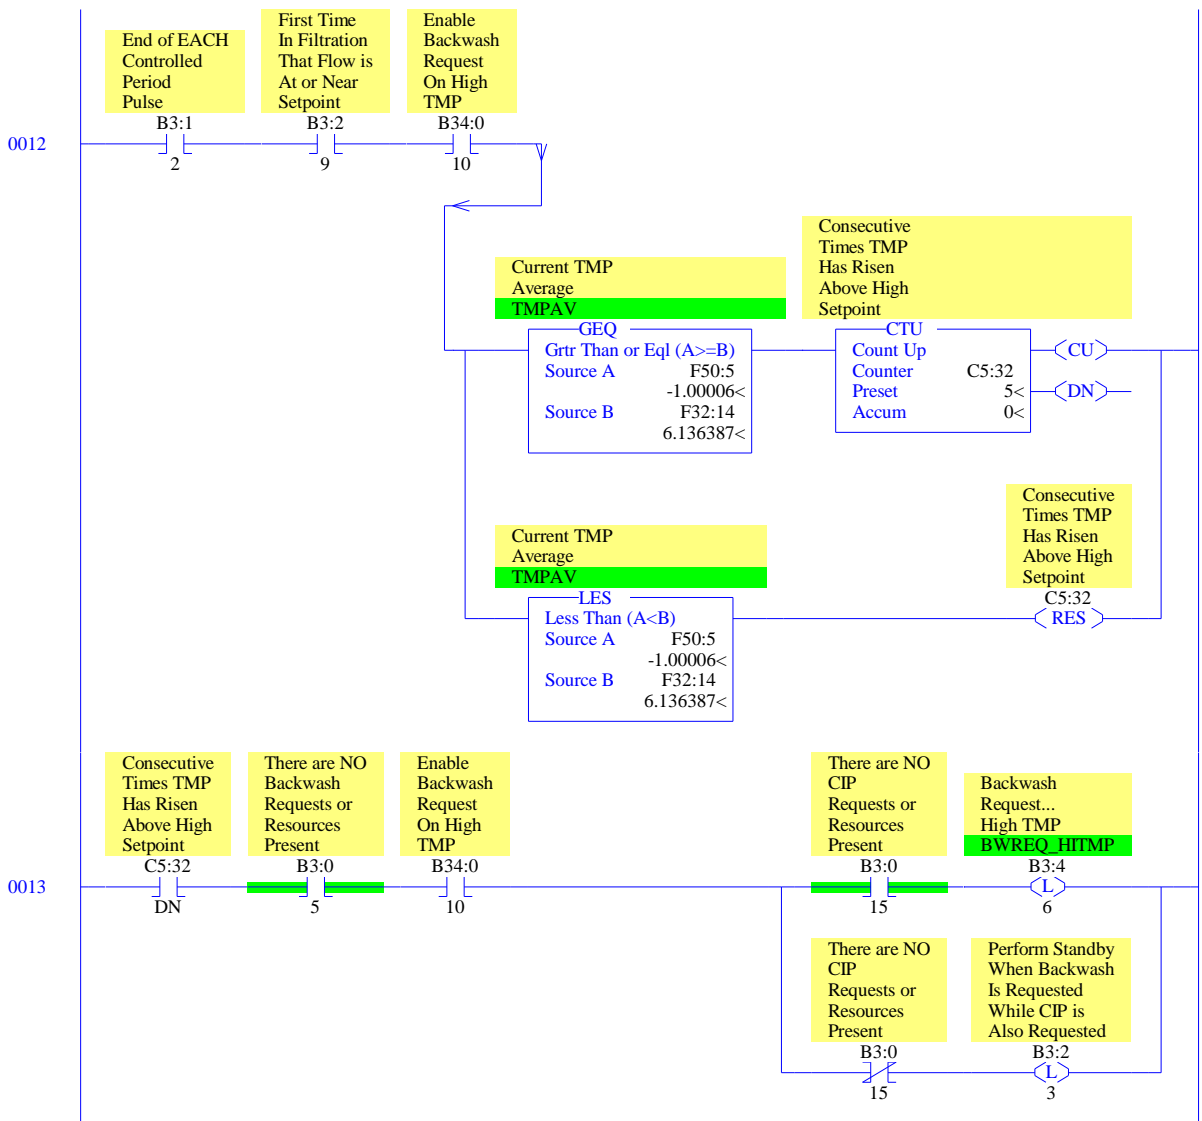 End of EACH
Controlled
Period
Pulse
B3:1
2
First Time
In Filtration
That Flow is
At or Near
Setpoint
B3:2
9
Enable
Backwash
Request
On High
TMP
B34:0
10
0012
Current TMP
Average
TMPAV
GEQ
Grtr Than or Eql (A>=B)
Source A F50:5
-1.00006<
Source B F32:14
6.136387<
Consecutive
Times TMP
Has Risen
Above High
Setpoint
CTU
Count Up
Counter C5:32
Preset 5<
Accum 0<
CU
DN
Current TMP
Average
TMPAV
LES
Less Than (A<B)
Source A F50:5
-1.00006<
Source B F32:14
6.136387<
Consecutive
Times TMP
Has Risen
Above High
Setpoint
C5:32
RES
0013
Consecutive
Times TMP
Has Risen
Above High
Setpoint
C5:32
DN
There are NO
Backwash
Requests or
Resources
Present
B3:0
5
Enable
Backwash
Request
On High
TMP
B34:0
10
There are NO
CIP
Requests or
Resources
Present
B3:0
15
Backwash
Request...
High TMP
BWREQ_HITMP
B3:4
L
6
There are NO
CIP
Requests or
Resources
Present
B3:0
15
Perform Standby
When Backwash
Is Requested
While CIP is
Also Requested
B3:2
L
3